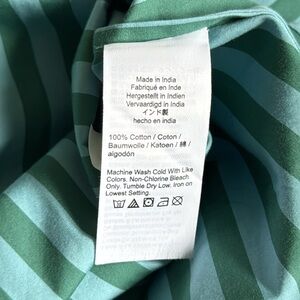 Made in India
Fabriqué en Inde
Hergestellt in Indien
Vervaardigd in India
インド製
hecho en india
100% Cotton / Coton /
Baumwolle / Katoen / 綿 /
algodón
Machine Wash Cold With Like
Colors. Non-Chlorine Bleach
Only. Tumble Dry Low. Iron on
Lowest Setting.